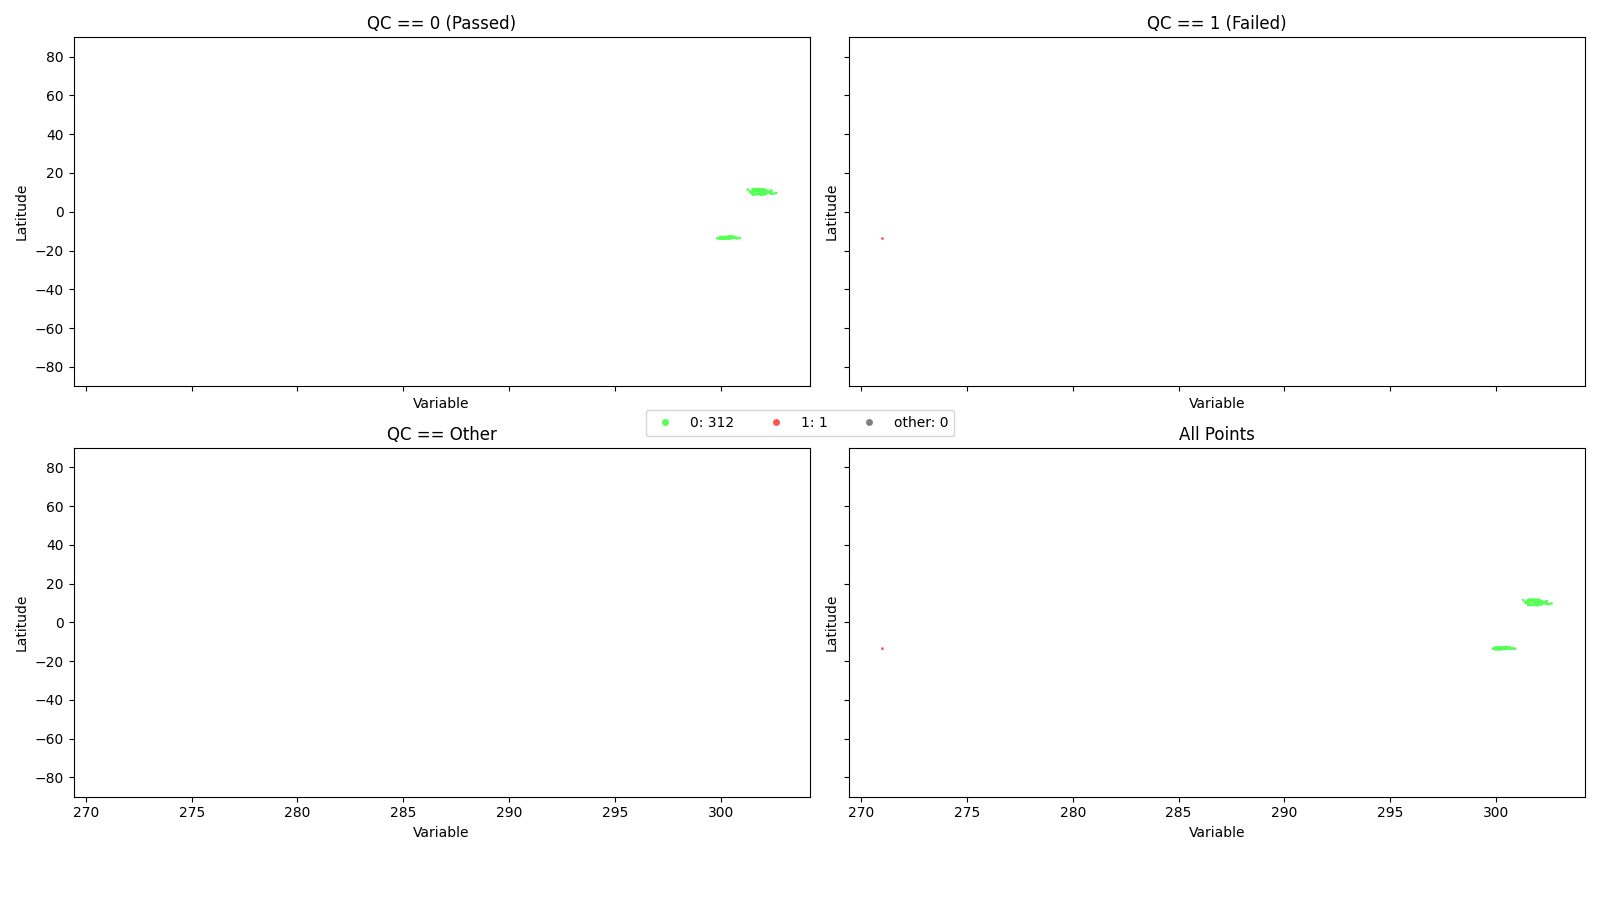 QC == 0 (Passed)
QC == 1 (Failed)
80
60
40
20
0
−20
−40
−60
−80
Latitude
Latitude
Variable
Variable
0: 312 1: 1 other: 0
QC == Other
All Points
80
60
40
20
0
−20
−40
−60
−80
Latitude
Latitude
270 275 280 285 290 295 300
270 275 280 285 290 295 300
Variable
Variable